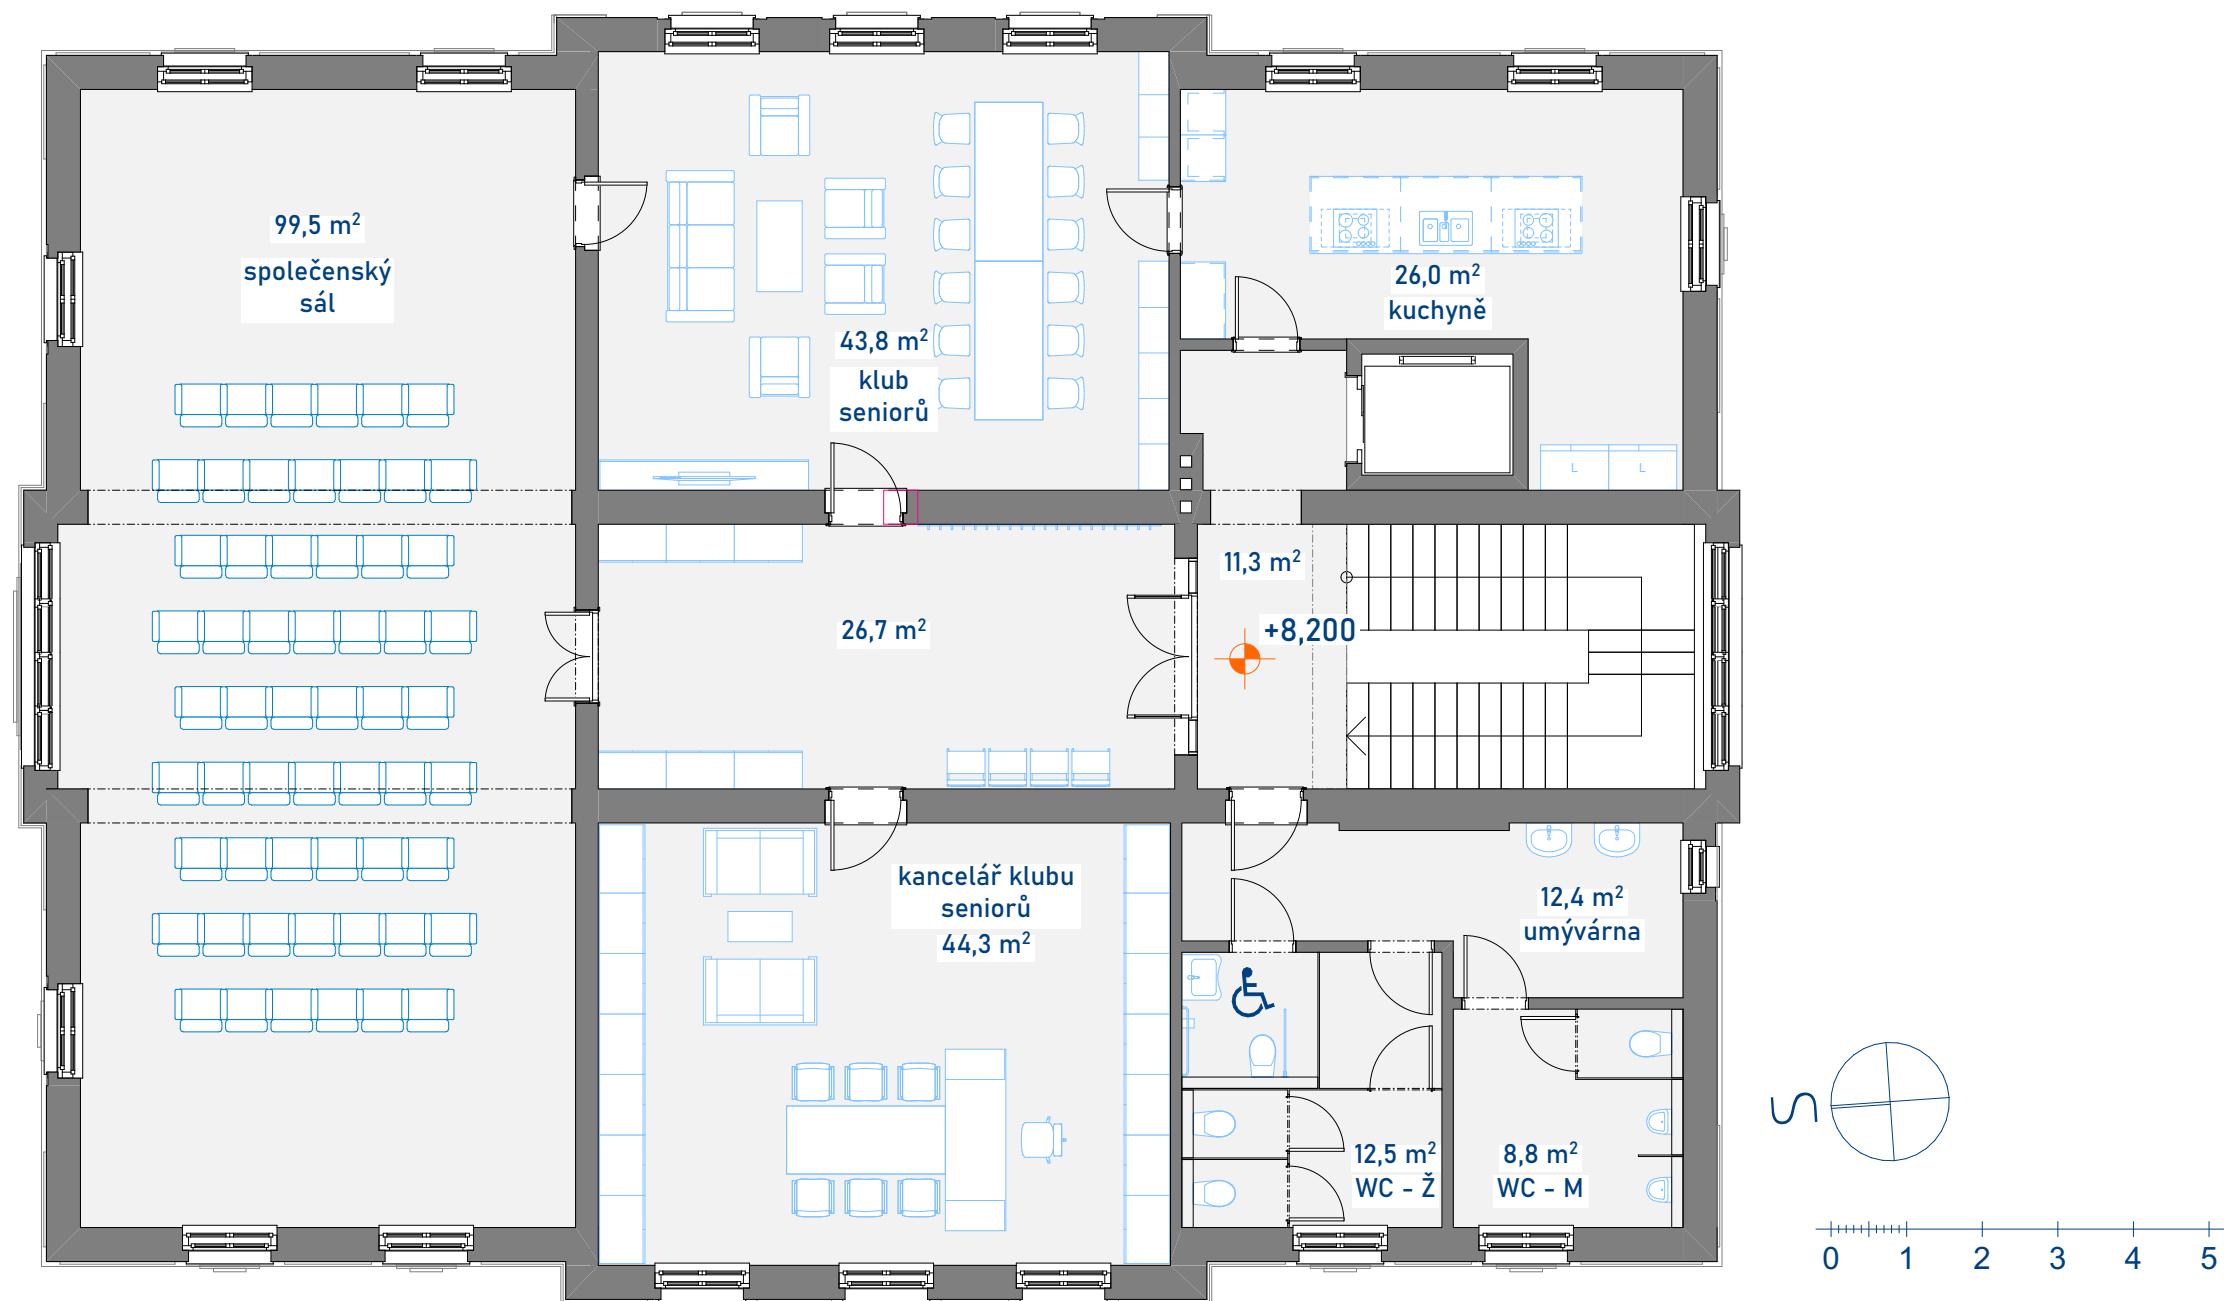 99,5 m²
společenský
sál
43,8 m²
klub
seniorů
26,0 m²
kuchyně
L
L
11,3 m²
+8,200
26,7 m²
kancelář klubu
seniorů
44,3 m²
12,4 m²
umývárna
12,5 m²
WC - Ž
8,8 m²
WC - M
S
0 1 2 3 4 5